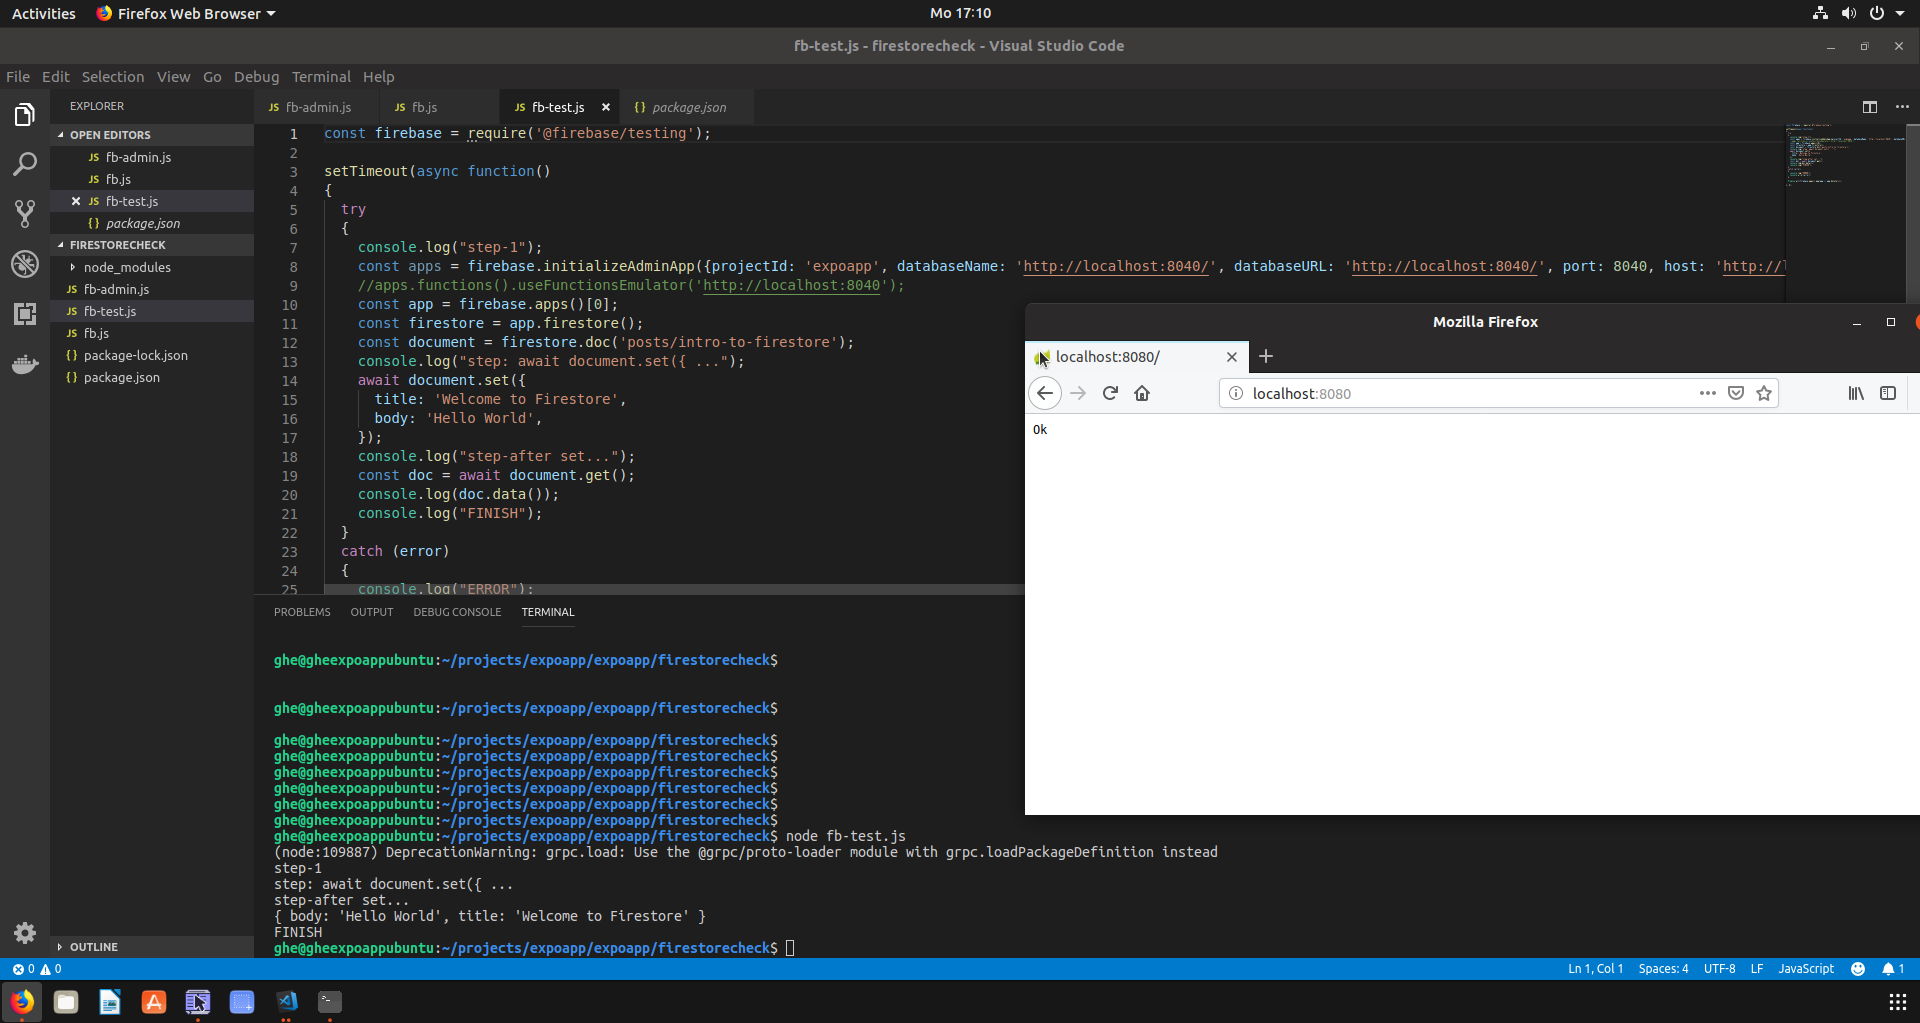 Activities Firefox Web Browser Mo 17:10
fb-test.js - firestorecheck - Visual Studio Code
File Edit Selection View Go Debug Terminal Help
EXPLORER
OPEN EDITORS
JS fb-admin.js
JS fb.js
JS fb-test.js
{} package.json
FIRESTORECHECK
node_modules
JS fb-admin.js
JS fb-test.js
JS fb.js
{} package-lock.json
{} package.json
OUTLINE
JS fb-admin.js JS fb.js JS fb-test.js {} package.json
1 const firebase = require('@firebase/testing');
2
3 setTimeout(async function()
4 {
5 try
6 {
7 console.log("step-1");
8 const apps = firebase.initializeAdminApp({projectId: 'expoapp', databaseName: 'http://localhost:8040/', databaseURL: 'http://localhost:8040/', port: 8040, host: 'http://l
9 //apps.functions().useFunctionsEmulator('http://localhost:8040');
10 const app = firebase.apps()[0];
11 const firestore = app.firestore();
12 const document = firestore.doc('posts/intro-to-firestore');
13 console.log("step: await document.set({ ...");
14 await document.set({
15 title: 'Welcome to Firestore',
16 body: 'Hello World',
17 });
18 console.log("step-after set...");
19 const doc = await document.get();
20 console.log(doc.data());
21 console.log("FINISH");
22 }
23 catch (error)
24 {
25 console.log("ERROR");
PROBLEMS OUTPUT DEBUG CONSOLE TERMINAL
ghe@gheexpoappubuntu:~/projects/expoapp/expoapp/firestorecheck$
ghe@gheexpoappubuntu:~/projects/expoapp/expoapp/firestorecheck$
ghe@gheexpoappubuntu:~/projects/expoapp/expoapp/firestorecheck$
ghe@gheexpoappubuntu:~/projects/expoapp/expoapp/firestorecheck$
ghe@gheexpoappubuntu:~/projects/expoapp/expoapp/firestorecheck$
ghe@gheexpoappubuntu:~/projects/expoapp/expoapp/firestorecheck$
ghe@gheexpoappubuntu:~/projects/expoapp/expoapp/firestorecheck$
ghe@gheexpoappubuntu:~/projects/expoapp/expoapp/firestorecheck$
ghe@gheexpoappubuntu:~/projects/expoapp/expoapp/firestorecheck$ node fb-test.js
(node:109887) DeprecationWarning: grpc.load: Use the @grpc/proto-loader module with grpc.loadPackageDefinition instead
step-1
step: await document.set({ ...
step-after set...
{ body: 'Hello World', title: 'Welcome to Firestore' }
FINISH
ghe@gheexpoappubuntu:~/projects/expoapp/expoapp/firestorecheck$
Mozilla Firefox
localhost:8080/
localhost:8080
Ok
0 0 Ln 1, Col 1 Spaces: 4 UTF-8 LF JavaScript 1